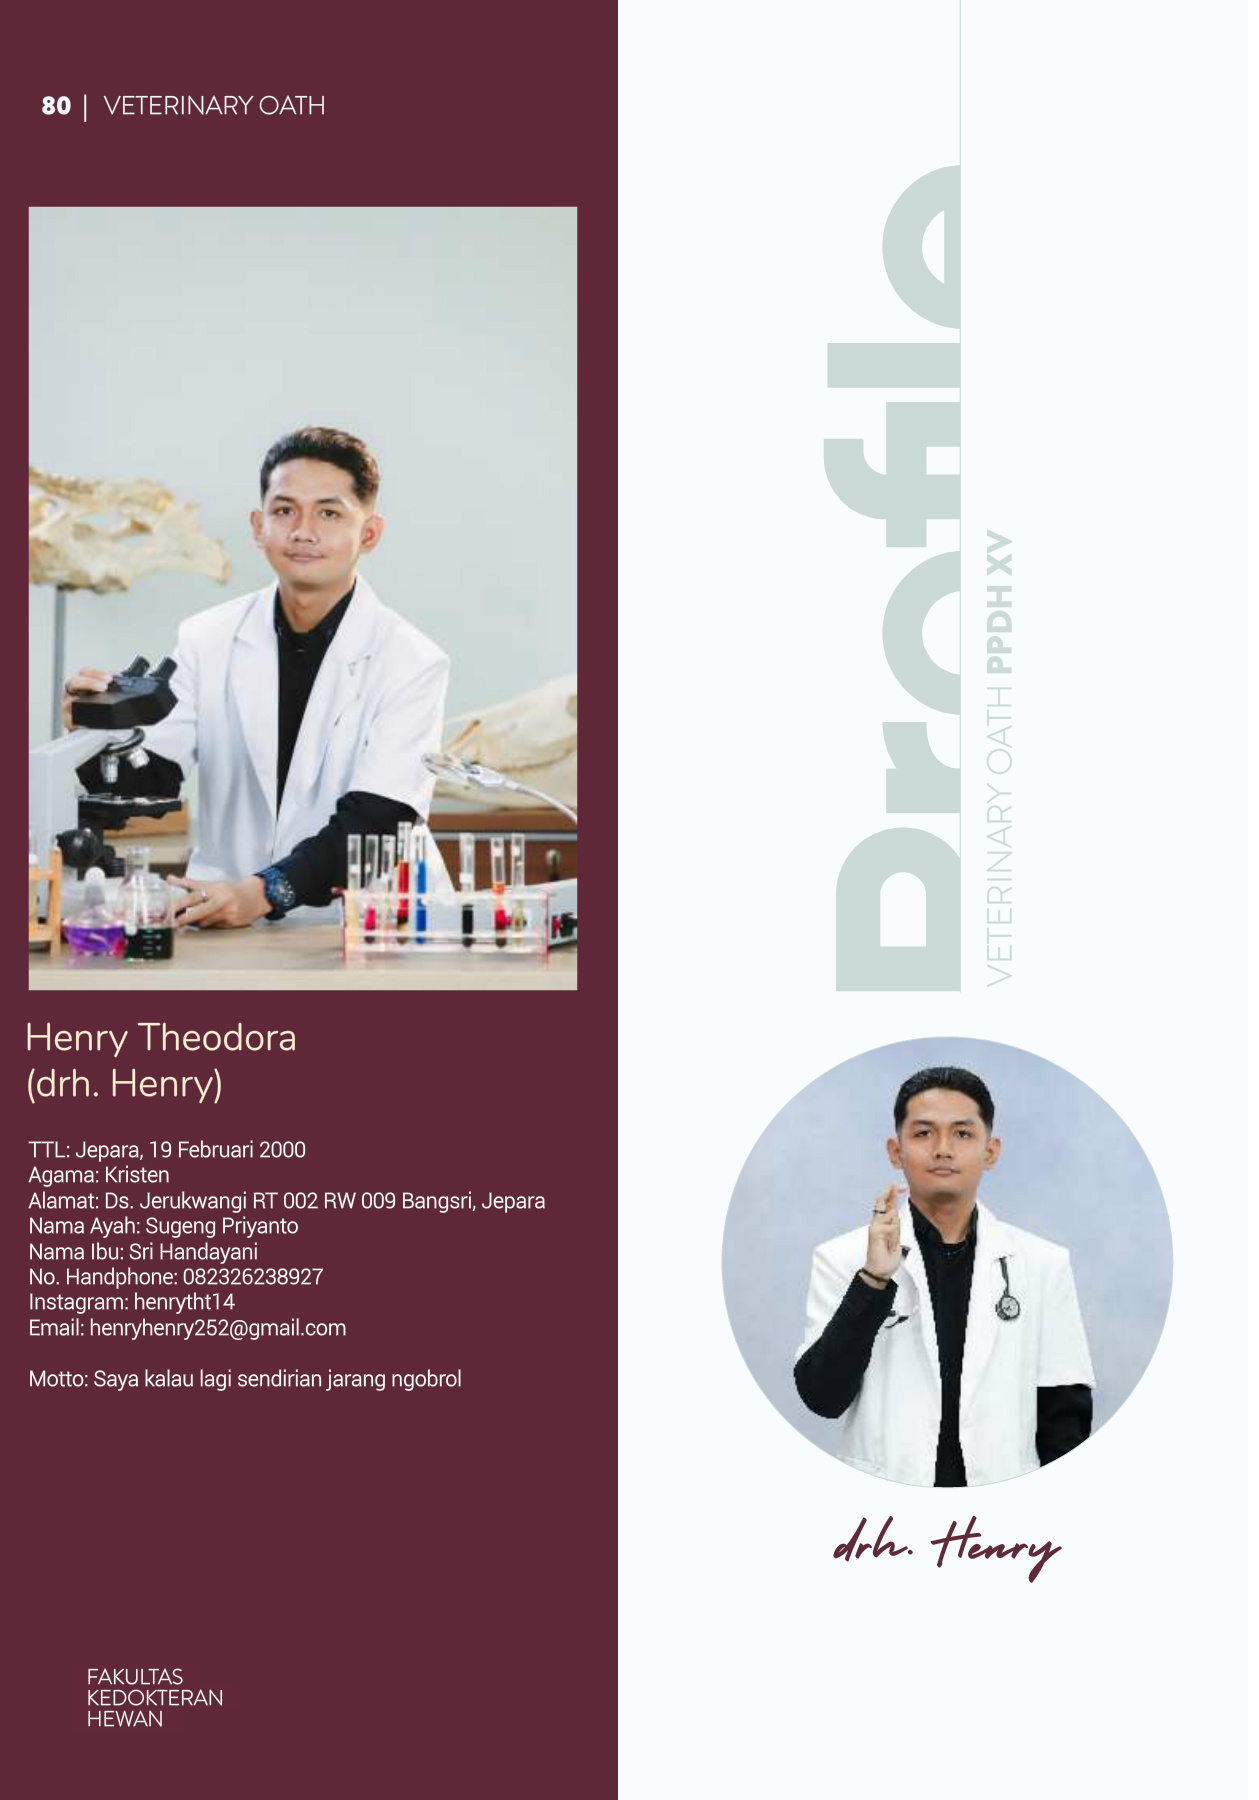 80 | VETERINARY OATH
Henry Theodora
(drh. Henry)
TTL: Jepara, 19 Februari 2000
Agama: Kristen
Alamat: Ds. Jerukwangi RT 002 RW 009 Bangsri, Jepara
Nama Ayah: Sugeng Priyanto
Nama Ibu: Sri Handayani
No. Handphone: 082326238927
Instagram: henrytht14
Email: henryhenry252@gmail.com
Motto: Saya kalau lagi sendirian jarang ngobrol
FAKULTAS
KEDOKTERAN
HEWAN
Profile
VETERINARY OATH PPDH XV
drh. Henry